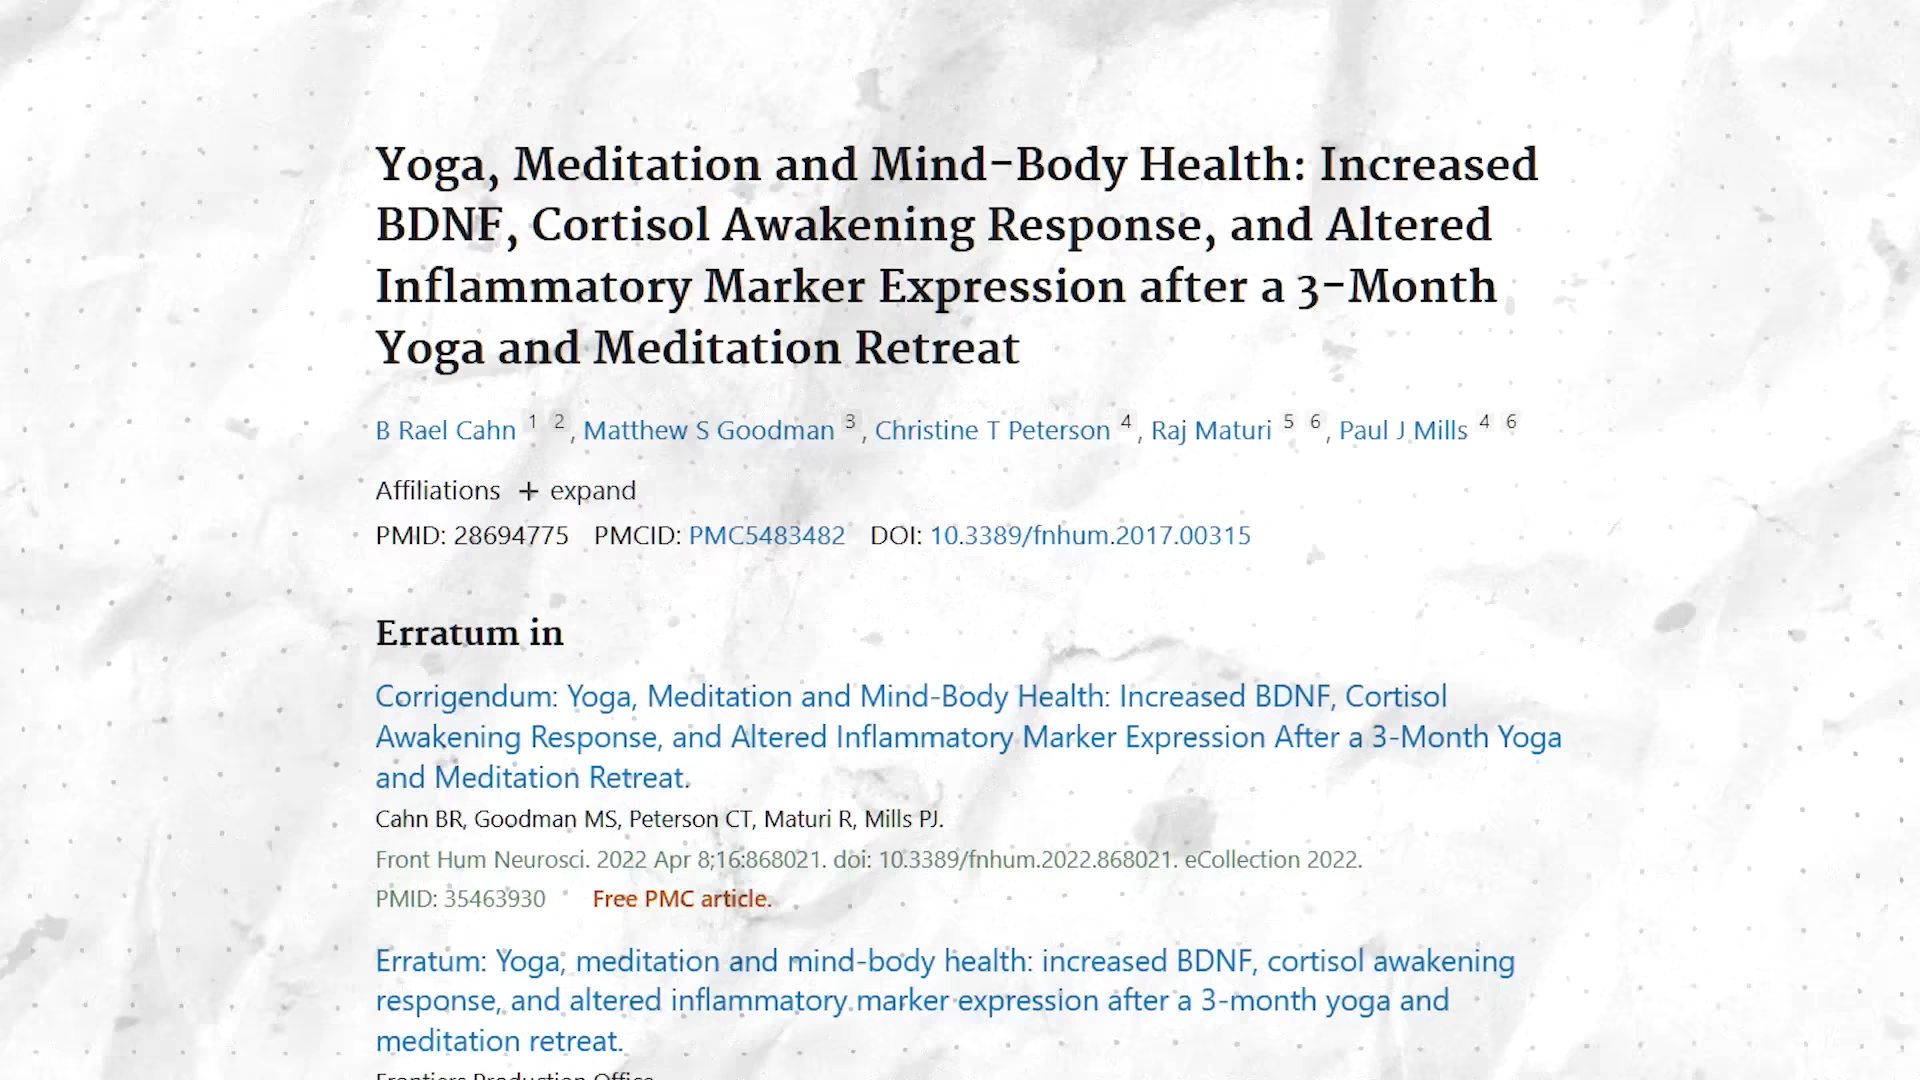 Yoga, Meditation and Mind-Body Health: Increased
BDNF, Cortisol Awakening Response, and Altered
Inflammatory Marker Expression after a 3-Month
Yoga and Meditation Retreat
B Rael Cahn 1 2, Matthew S Goodman 3, Christine T Peterson 4, Raj Maturi 5 6, Paul J Mills 4 6
Affiliations + expand
PMID: 28694775 PMCID: PMC5483482 DOI: 10.3389/fnhum.2017.00315
Erratum in
Corrigendum: Yoga, Meditation and Mind-Body Health: Increased BDNF, Cortisol
Awakening Response, and Altered Inflammatory Marker Expression After a 3-Month Yoga
and Meditation Retreat.
Cahn BR, Goodman MS, Peterson CT, Maturi R, Mills PJ.
Front Hum Neurosci. 2022 Apr 8;16:868021. doi: 10.3389/fnhum.2022.868021. eCollection 2022.
PMID: 35463930 Free PMC article.
Erratum: Yoga, meditation and mind-body health: increased BDNF, cortisol awakening
response, and altered inflammatory marker expression after a 3-month yoga and
meditation retreat.
Frontiers Production Office